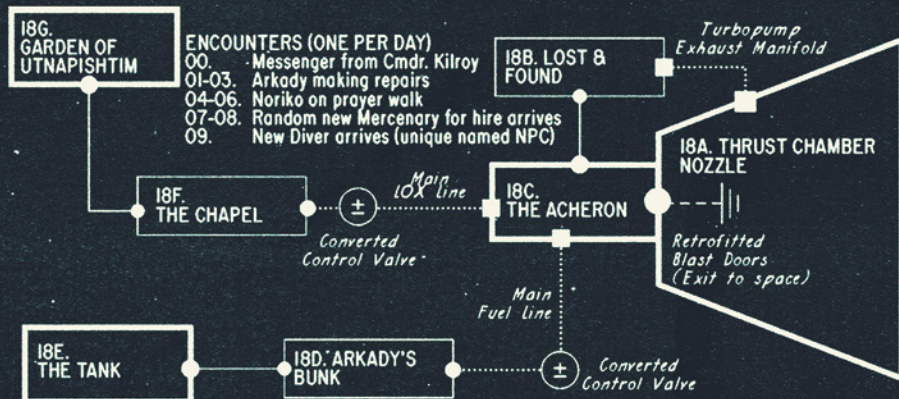 18G.
GARDEN OF
UTNAPISHTIM
ENCOUNTERS (ONE PER DAY)
00. Messenger from Cmdr. Kilroy
01-03. Arkady making repairs
04-06. Noriko on prayer walk
07-08. Random new Mercenary for hire arrives
09. New Diver arrives (unique named NPC)
18B. LOST &
FOUND
Turbopump
Exhaust Manifold
18A. THRUST CHAMBER
NOZZLE
18F.
THE CHAPEL
±
Converted
Control Valve
Main
LOX Line
18C.
THE ACHERON
Retrofitted
Blast Doors
(Exit to space)
Main
Fuel Line
18E.
THE TANK
18D. ARKADY'S
BUNK
±
Converted
Control Valve